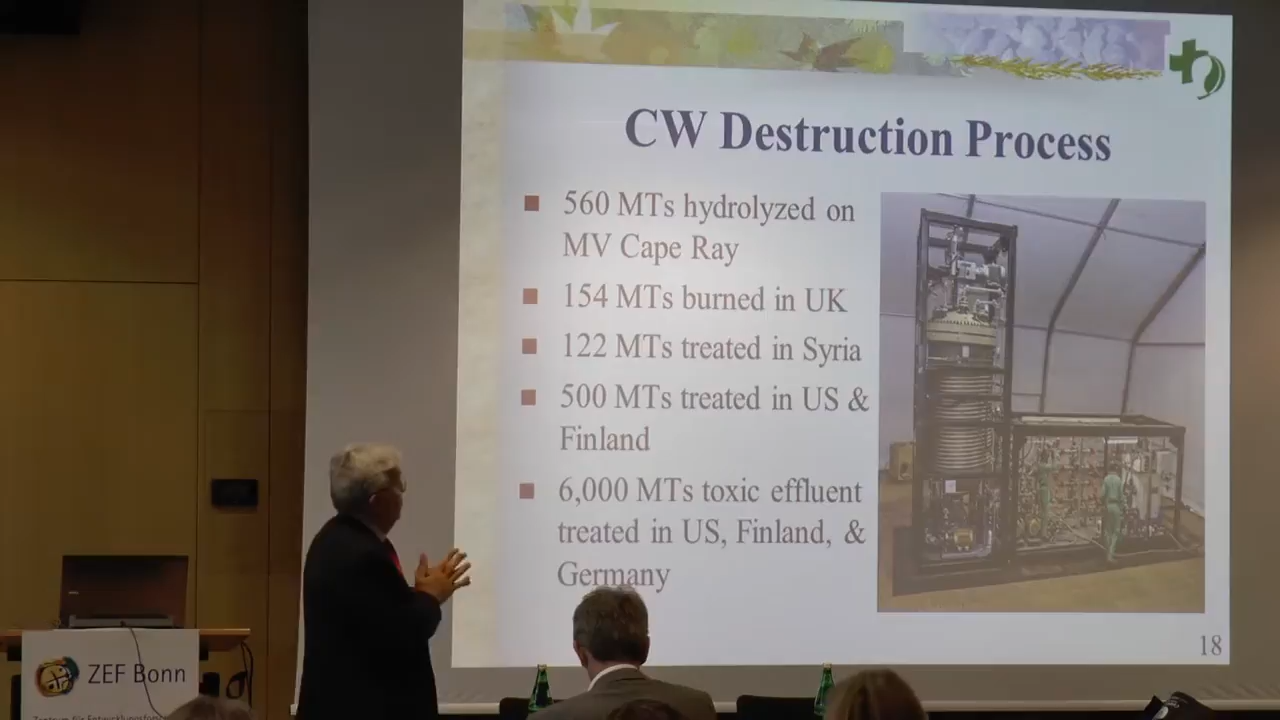 CW Destruction Process
560 MTs hydrolyzed on
MV Cape Ray
154 MTs burned in UK
122 MTs treated in Syria
500 MTs treated in US &
Finland
6,000 MTs toxic effluent
treated in US, Finland, &
Germany
18
ZEF Bonn
Zentrum für